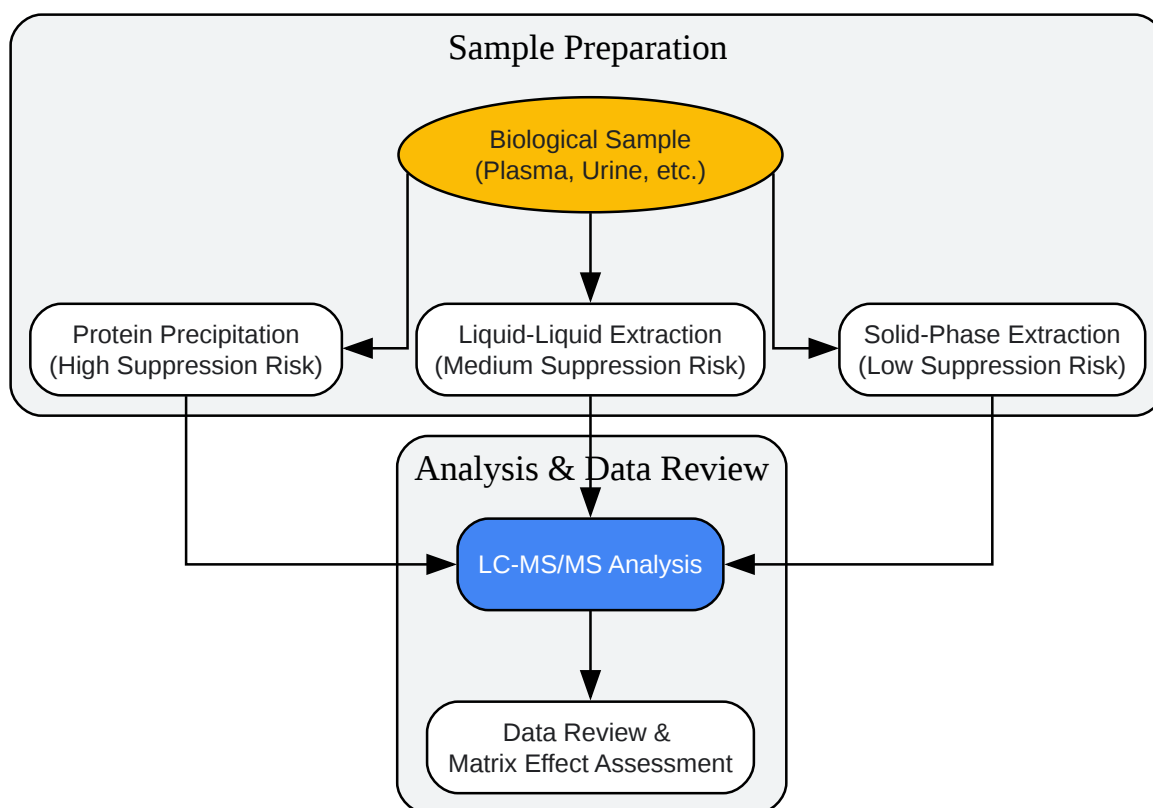 Sample Preparation
Biological Sample
(Plasma, Urine, etc.)
Protein Precipitation
(High Suppression Risk)
Liquid-Liquid Extraction
(Medium Suppression Risk)
Solid-Phase Extraction
(Low Suppression Risk)
Analysis & Data Review
LC-MS/MS Analysis
Data Review &
Matrix Effect Assessment